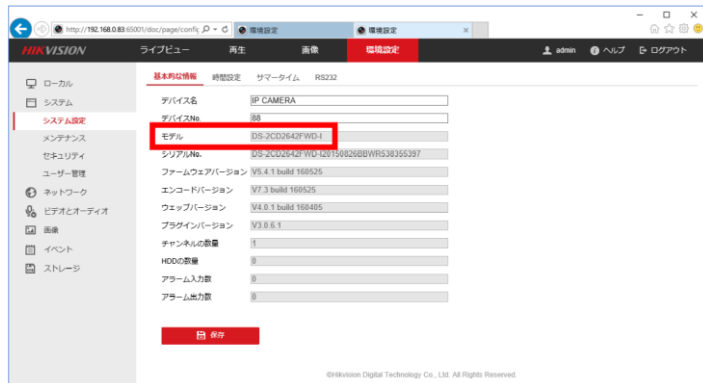 http://192.168.0.83:65001/doc/page/config
環境設定
環境設定
HIKVISION
ライブビュー 再生 画像 環境設定 admin ヘルプ ログアウト
ローカル
システム
システム設定
メンテナンス
セキュリティ
ユーザー管理
ネットワーク
ビデオとオーディオ
画像
イベント
ストレージ
基本的な情報 時間設定 サマータイム RS232
デバイス名 IP CAMERA
デバイスNo. 88
モデル DS-2CD2642FWD-I
シリアルNo. DS-2CD2642FWD-I20150826BBWR538355397
ファームウェアバージョン V5.4.1 build 160525
エンコードバージョン V7.3 build 160525
ウェッブバージョン V4.0.1 build 160405
プラグインバージョン V3.0.6.1
チャンネルの数量 1
HDDの数量 0
アラーム入力数 0
アラーム出力数 0
保存
©Hikvision Digital Technology Co., Ltd. All Rights Reserved.